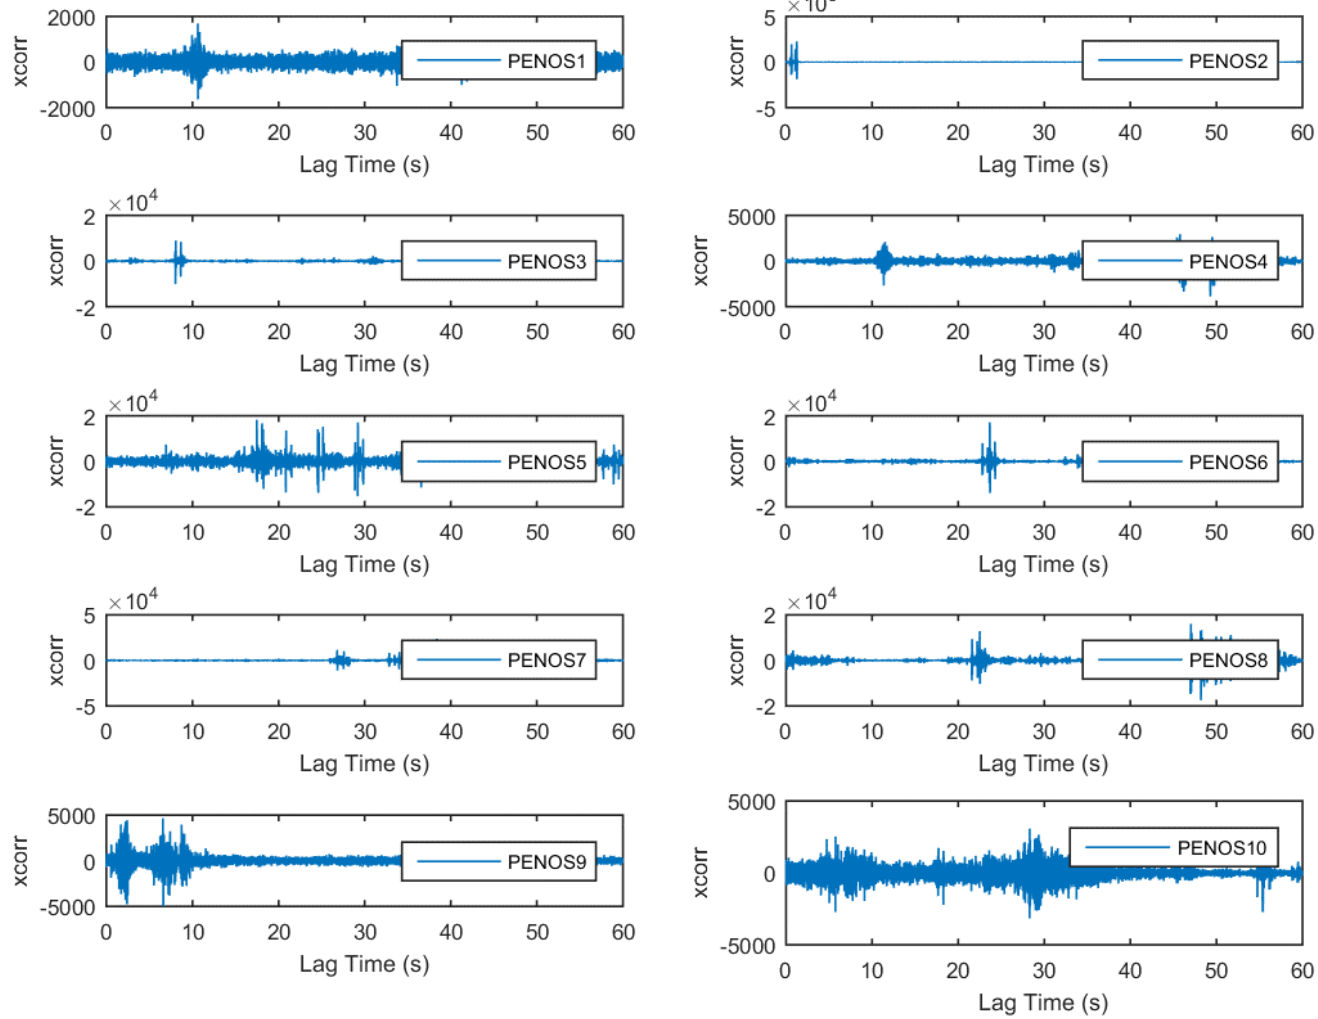 2000
0
-2000
xcorr
PENOS1
0 10 20 30 40 50 60
Lag Time (s)
5
0
-5
xcorr
PENOS2
0 10 20 30 40 50 60
Lag Time (s)
×10⁴
2
0
-2
xcorr
PENOS3
0 10 20 30 40 50 60
Lag Time (s)
5000
0
-5000
xcorr
PENOS4
0 10 20 30 40 50 60
Lag Time (s)
×10⁴
2
0
-2
xcorr
PENOS5
0 10 20 30 40 50 60
Lag Time (s)
×10⁴
2
0
-2
xcorr
PENOS6
0 10 20 30 40 50 60
Lag Time (s)
×10⁴
5
0
-5
xcorr
PENOS7
0 10 20 30 40 50 60
Lag Time (s)
×10⁴
2
0
-2
xcorr
PENOS8
0 10 20 30 40 50 60
Lag Time (s)
5000
0
-5000
xcorr
PENOS9
0 10 20 30 40 50 60
Lag Time (s)
5000
0
-5000
xcorr
PENOS10
0 10 20 30 40 50 60
Lag Time (s)